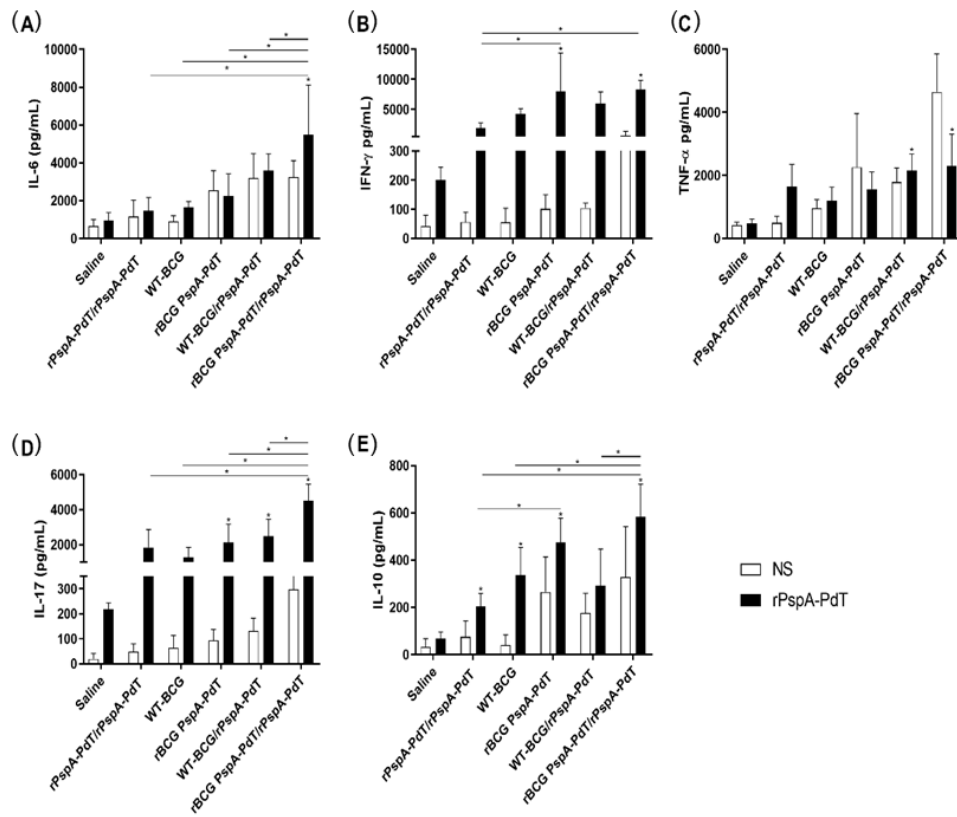 (A)
IL-6 (pg/mL)
10000
8000
6000
4000
2000
0
*
*
*
*
*
Saline
rPspA-PdT/rPspA-PdT
WT-BCG
rBCG PspA-PdT
WT-BCG/rPspA-PdT
rBCG PspA-PdT/rPspA-PdT
(B)
IFN-γ pg/mL)
15000
10000
5000
200
100
0
*
*
*
*
Saline
rPspA-PdT/rPspA-PdT
WT-BCG
rBCG PspA-PdT
WT-BCG/rPspA-PdT
rBCG PspA-PdT/rPspA-PdT
(C)
TNF-α pg/mL)
6000
4000
2000
0
*
*
Saline
rPspA-PdT/rPspA-PdT
WT-BCG
rBCG PspA-PdT
WT-BCG/rPspA-PdT
rBCG PspA-PdT/rPspA-PdT
(D)
IL-17 (pg/mL)
6000
4000
2000
300
200
100
0
*
*
*
*
*
*
*
Saline
rPspA-PdT/rPspA-PdT
WT-BCG
rBCG PspA-PdT
WT-BCG/rPspA-PdT
rBCG PspA-PdT/rPspA-PdT
(E)
IL-10 (pg/mL)
800
600
400
200
0
*
*
*
*
*
*
*
*
Saline
rPspA-PdT/rPspA-PdT
WT-BCG
rBCG PspA-PdT
WT-BCG/rPspA-PdT
rBCG PspA-PdT/rPspA-PdT
NS
rPspA-PdT